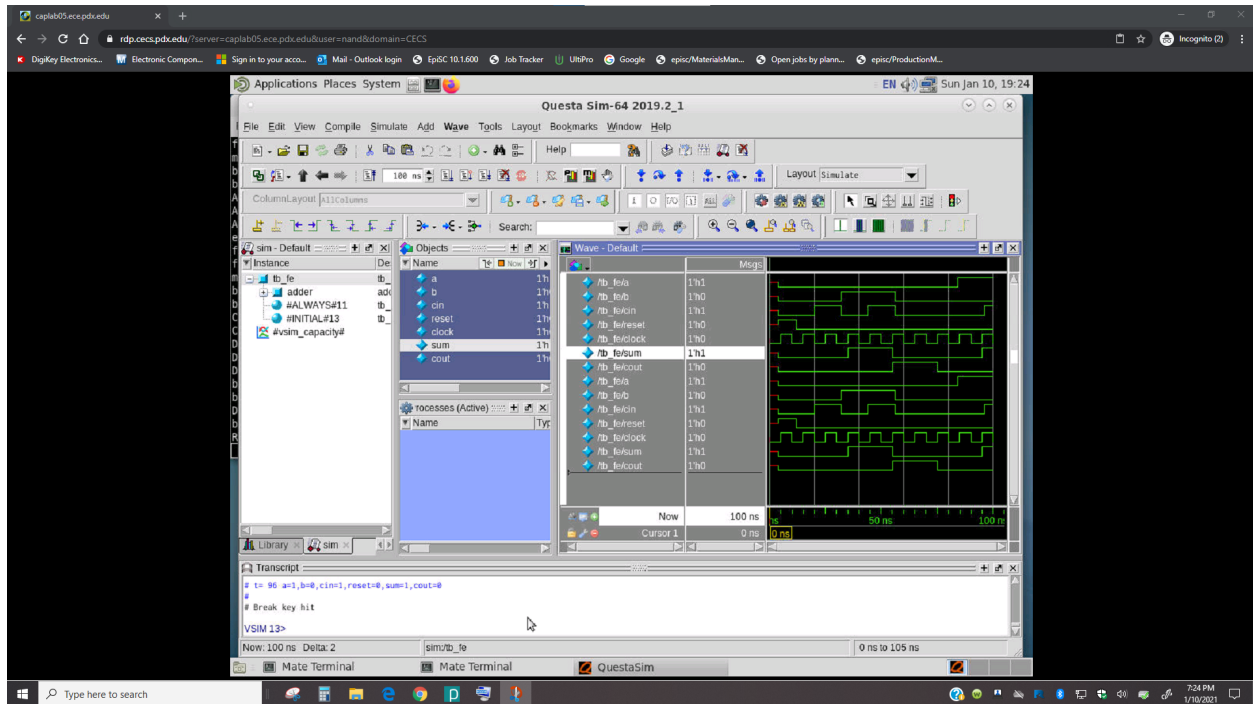 caplab05.ece.pdx.edu
rdp.cecs.pdx.edu/?server=caplab05.ece.pdx.edu&user=nand&domain=CECS
Incognito (2)
DigiKey Electronics...
Electronic Compon...
Sign in to your acco...
Mail - Outlook login
EpiSC 10.1.600
Job Tracker
UltiPro
Google
episc/MaterialsMan...
Open jobs by plann...
episc/ProductionM...
Applications Places System
EN
Sun Jan 10, 19:24
Questa Sim-64 2019.2_1
File Edit View Compile Simulate Add Wave Tools Layout Bookmarks Window Help
Help
100 ns
Layout Simulate
ColumnLayout AllColumns
Search:
sim - Default
Instance
De
tb_fe
tb_
adder
add
#ALWAYS#11
tb_
#INITIAL#13
tb_
#vsim_capacity#
Objects
Name
Now
a
b
cin
reset
clock
sum
cout
rocesses (Active)
Name
Typ
Wave - Default
Msgs
/tb_fe/a 1'h1
/tb_fe/b 1'h0
/tb_fe/cin 1'h1
/tb_fe/reset 1'h0
/tb_fe/clock 1'h0
/tb_fe/sum 1'h1
/tb_fe/cout 1'h0
/tb_fe/a 1'h1
/tb_fe/b 1'h0
/tb_fe/cin 1'h1
/tb_fe/reset 1'h0
/tb_fe/clock 1'h0
/tb_fe/sum 1'h1
/tb_fe/cout 1'h0
Now 100 ns
50 ns
Cursor 1 0 ns
0 ns
Library
sim
Transcript
# t= 96 a=1,b=0,cin=1,reset=0,sum=1,cout=0
#
# Break key hit
VSIM 13>
Now: 100 ns Delta: 2
sim:/tb_fe
0 ns to 105 ns
Mate Terminal
Mate Terminal
QuestaSim
Type here to search
7:24 PM
1/10/2021